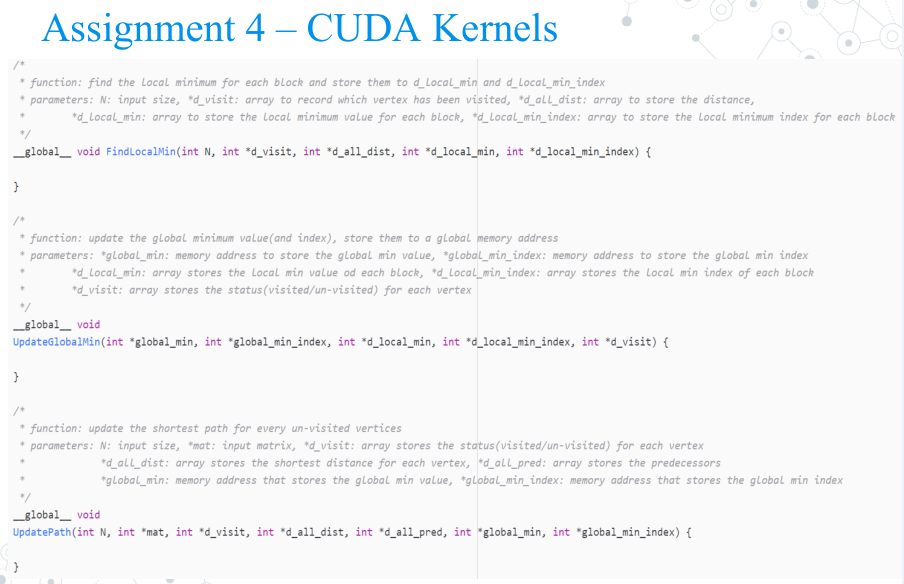 Assignment 4 – CUDA Kernels
/*
* function: find the local minimum for each block and store them to d_local_min and d_local_min_index
* parameters: N: input size, *d_visit: array to record which vertex has been visited, *d_all_dist: array to store the distance,
* *d_local_min: array to store the local minimum value for each block, *d_local_min_index: array to store the local minimum index for each block
*/
__global__ void FindLocalMin(int N, int *d_visit, int *d_all_dist, int *d_local_min, int *d_local_min_index) {
}
/*
* function: update the global minimum value(and index), store them to a global memory address
* parameters: *global_min: memory address to store the global min value, *global_min_index: memory address to store the global min index
* *d_local_min: array stores the local min value od each block, *d_local_min_index: array stores the local min index of each block
* *d_visit: array stores the status(visited/un-visited) for each vertex
*/
__global__ void
UpdateGlobalMin(int *global_min, int *global_min_index, int *d_local_min, int *d_local_min_index, int *d_visit) {
}
/*
* function: update the shortest path for every un-visited vertices
* parameters: N: input size, *mat: input matrix, *d_visit: array stores the status(visited/un-visited) for each vertex
* *d_all_dist: array stores the shortest distance for each vertex, *d_all_pred: array stores the predecessors
* *global_min: memory address that stores the global min value, *global_min_index: memory address that stores the global min index
*/
__global__ void
UpdatePath(int N, int *mat, int *d_visit, int *d_all_dist, int *d_all_pred, int *global_min, int *global_min_index) {
}